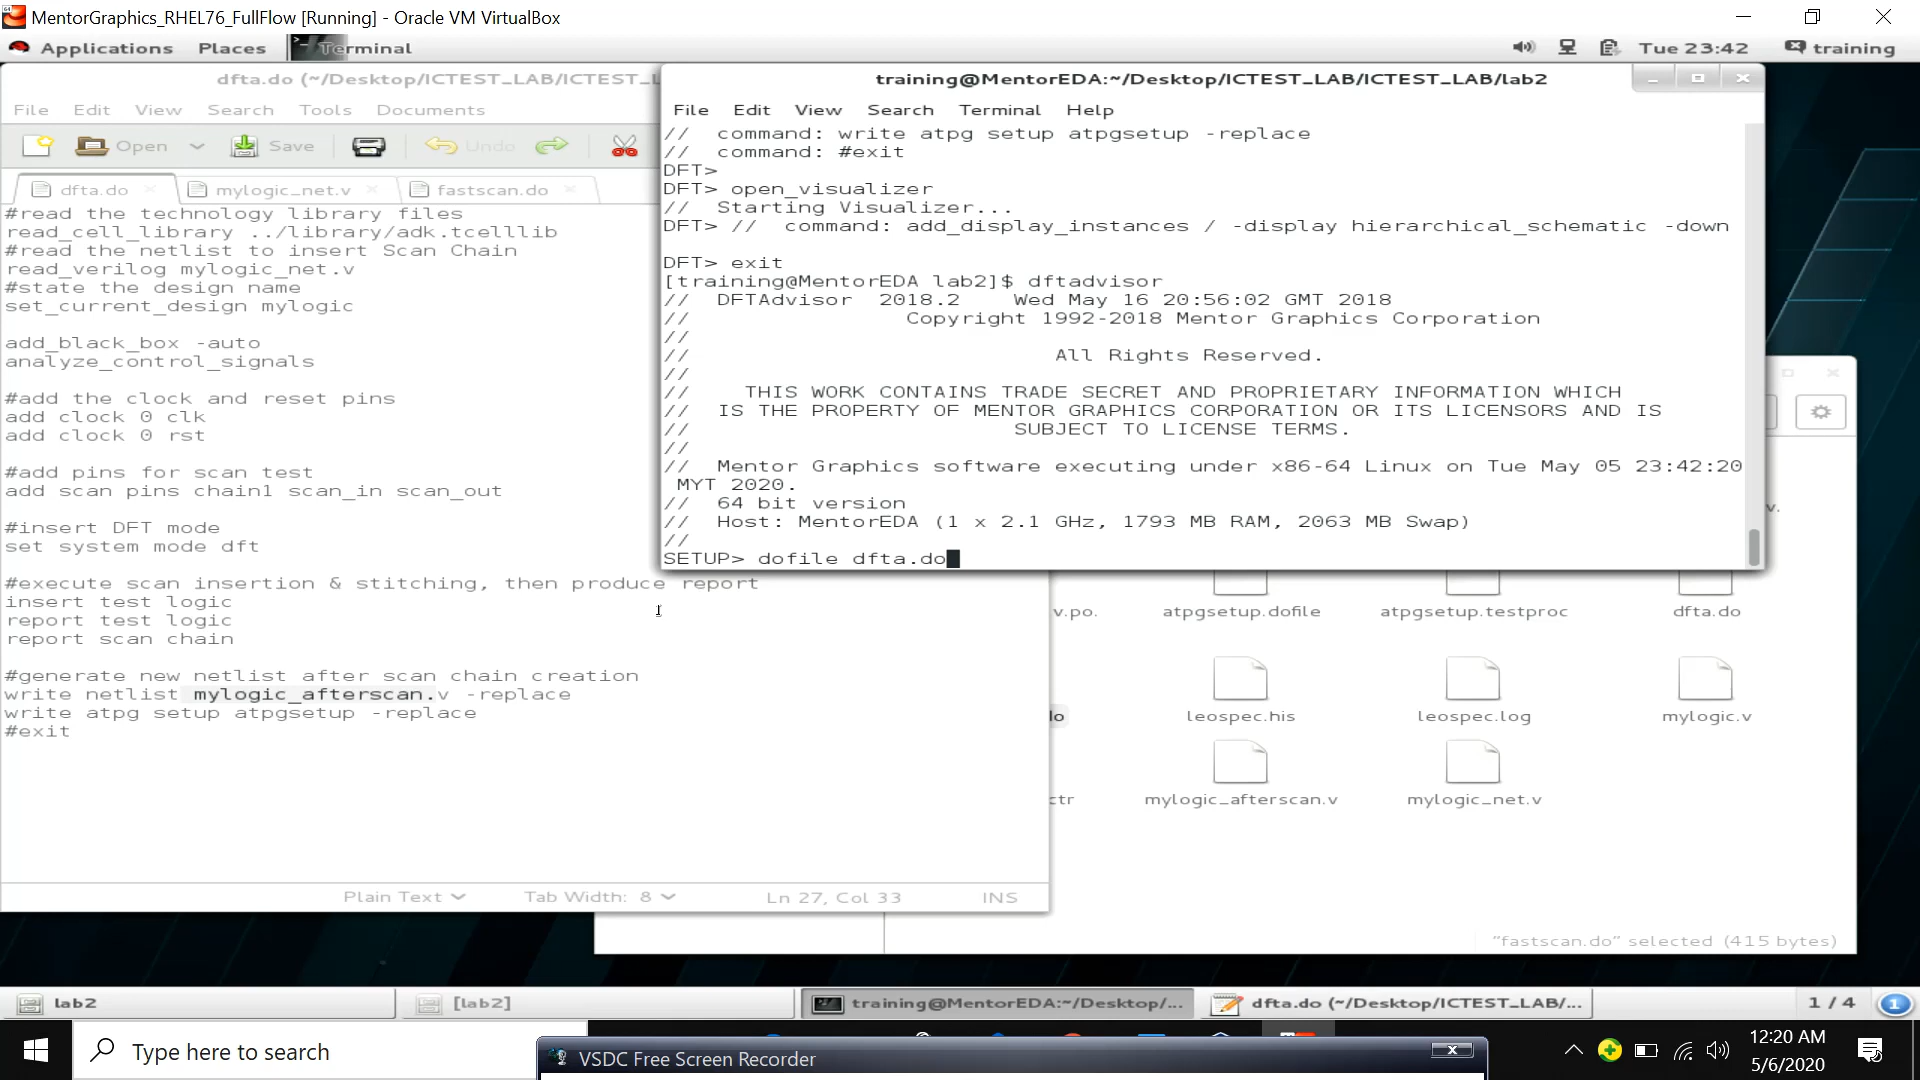 MentorGraphics_RHEL76_FullFlow [Running] - Oracle VM VirtualBox
Applications Places Terminal Tue 23:42 training
dfta.do (~/Desktop/ICTEST_LAB/ICTEST_L
File Edit View Search Tools Documents
Open Save Undo
dfta.do mylogic_net.v fastscan.do
#read the technology library files
read_cell_library ../library/adk.tcelllib
#read the netlist to insert Scan Chain
read_verilog mylogic_net.v
#state the design name
set_current_design mylogic
add_black_box -auto
analyze_control_signals
#add the clock and reset pins
add clock 0 clk
add clock 0 rst
#add pins for scan test
add scan pins chain1 scan_in scan_out
#insert DFT mode
set system mode dft
#execute scan insertion & stitching, then produce report
insert test logic
report test logic
report scan chain
#generate new netlist after scan chain creation
write netlist mylogic_afterscan.v -replace
write atpg setup atpgsetup -replace
#exit
Plain Text Tab Width: 8 Ln 27, Col 33 INS
training@MentorEDA:~/Desktop/ICTEST_LAB/ICTEST_LAB/lab2
File Edit View Search Terminal Help
// command: write atpg setup atpgsetup -replace
// command: #exit
DFT>
DFT> open_visualizer
// Starting Visualizer...
DFT> // command: add_display_instances / -display hierarchical_schematic -down
DFT> exit
[training@MentorEDA lab2]$ dftadvisor
// DFTAdvisor 2018.2 Wed May 16 20:56:02 GMT 2018
// Copyright 1992-2018 Mentor Graphics Corporation
//
// All Rights Reserved.
//
// THIS WORK CONTAINS TRADE SECRET AND PROPRIETARY INFORMATION WHICH
// IS THE PROPERTY OF MENTOR GRAPHICS CORPORATION OR ITS LICENSORS AND IS
// SUBJECT TO LICENSE TERMS.
//
// Mentor Graphics software executing under x86-64 Linux on Tue May 05 23:42:20
MYT 2020.
// 64 bit version
// Host: MentorEDA (1 x 2.1 GHz, 1793 MB RAM, 2063 MB Swap)
//
SETUP> dofile dfta.do
v.
v.po. atpgsetup.dofile atpgsetup.testproc dfta.do
do leospec.his leospec.log mylogic.v
ctr mylogic_afterscan.v mylogic_net.v
"fastscan.do" selected (415 bytes)
lab2 [lab2] training@MentorEDA:~/Desktop/... dfta.do (~/Desktop/ICTEST_LAB/... 1 / 4 1
Type here to search
VSDC Free Screen Recorder
12:20 AM
5/6/2020